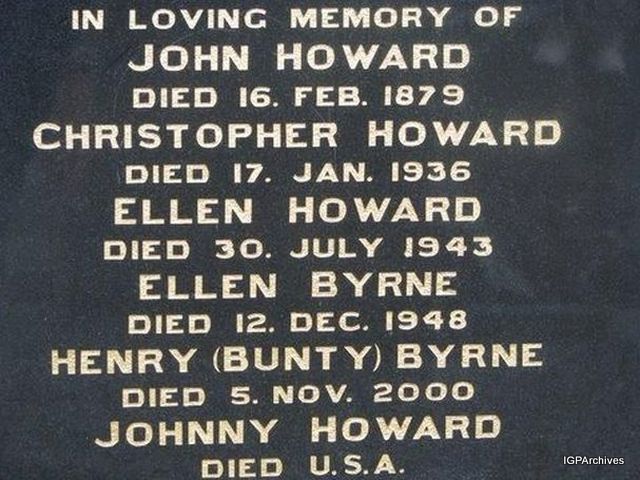 IN LOVING MEMORY OF
JOHN HOWARD
DIED 16. FEB. 1879
CHRISTOPHER HOWARD
DIED 17. JAN. 1936
ELLEN HOWARD
DIED 30. JULY 1943
ELLEN BYRNE
DIED 12. DEC. 1948
HENRY (BUNTY) BYRNE
DIED 5. NOV. 2000
JOHNNY HOWARD
DIED U.S.A.
IGPArchives